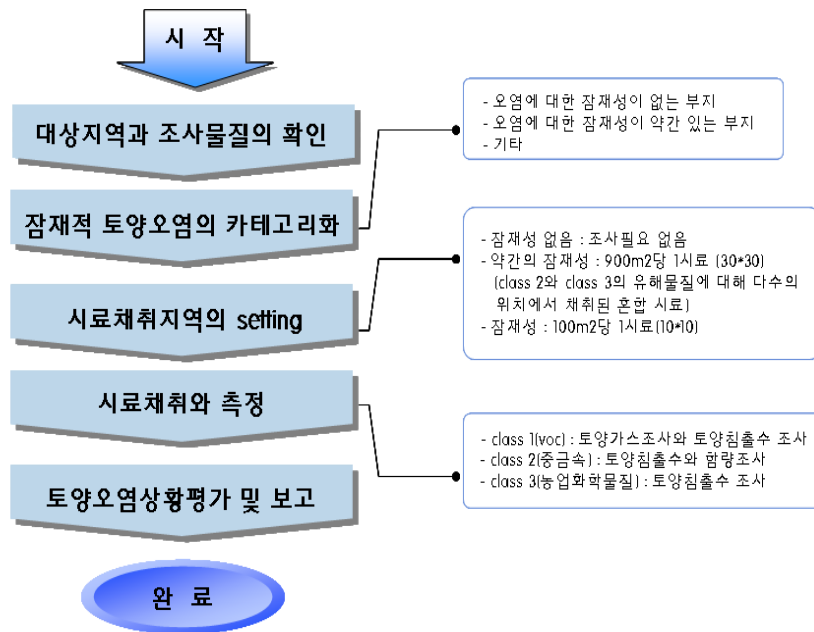 시 작
대상지역과 조사물질의 확인
- 오염에 대한 잠재성이 없는 부지
- 오염에 대한 잠재성이 약간 있는 부지
- 기타
잠재적 토양오염의 카테고리화
시료채취지역의 setting
- 잠재성 없음 : 조사필요 없음
- 약간의 잠재성 : 900m2당 1시료 (30*30)
(class 2와 class 3의 유해물질에 대해 다수의
위치에서 채취된 혼합 시료)
- 잠재성 : 100m2당 1시료(10*10)
시료채취와 측정
- class 1(voc) : 토양가스조사와 토양침출수 조사
- class 2(중금속) : 토양침출수와 함량조사
- class 3(농업화학물질) : 토양침출수 조사
토양오염상황평가 및 보고
완 료